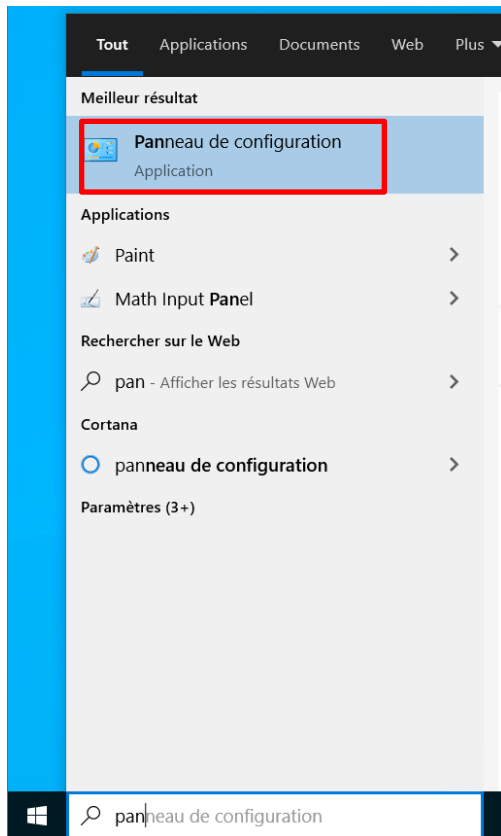 Tout Applications Documents Web Plus
Meilleur résultat
Panneau de configuration
Application
Applications
Paint
Math Input Panel
Rechercher sur le Web
pan - Afficher les résultats Web
Cortana
panneau de configuration
Paramètres (3+)
panneau de configuration